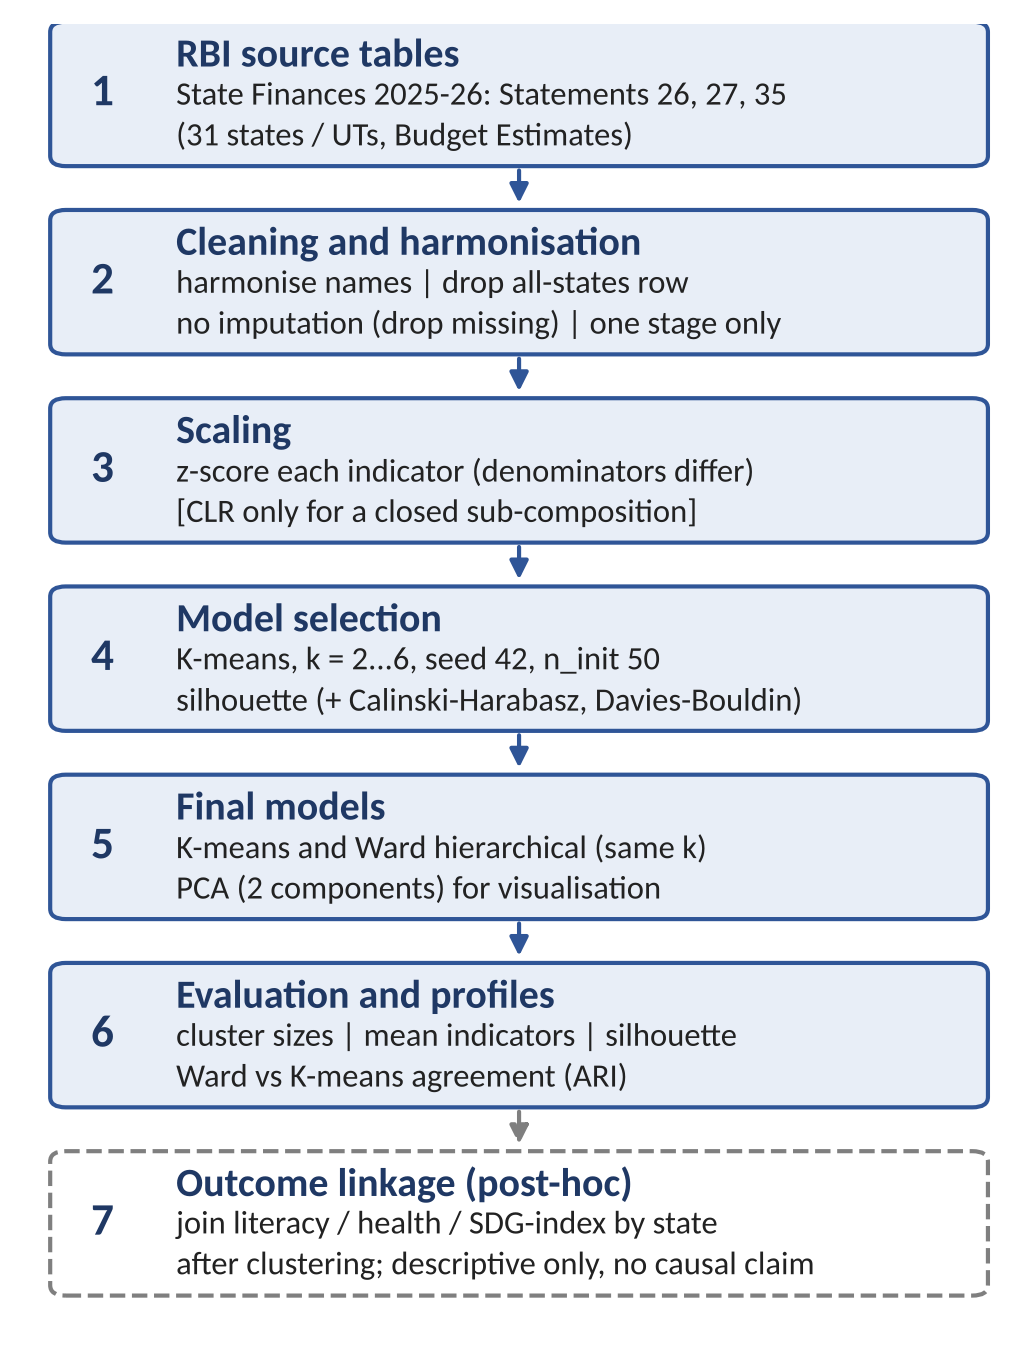 RBI source tables
1
State Finances 2025-26: Statements 26, 27, 35
(31 states / UTs, Budget Estimates)
Cleaning and harmonisation
2
harmonise names | drop all-states row
no imputation (drop missing) | one stage only
Scaling
3
z-score each indicator (denominators differ)
[CLR only for a closed sub-composition]
Model selection
4
K-means, k = 2...6, seed 42, n_init 50
silhouette (+ Calinski-Harabasz, Davies-Bouldin)
Final models
5
K-means and Ward hierarchical (same k)
PCA (2 components) for visualisation
Evaluation and profiles
6
cluster sizes | mean indicators | silhouette
Ward vs K-means agreement (ARI)
Outcome linkage (post-hoc)
7
join literacy / health / SDG-index by state
after clustering; descriptive only, no causal claim